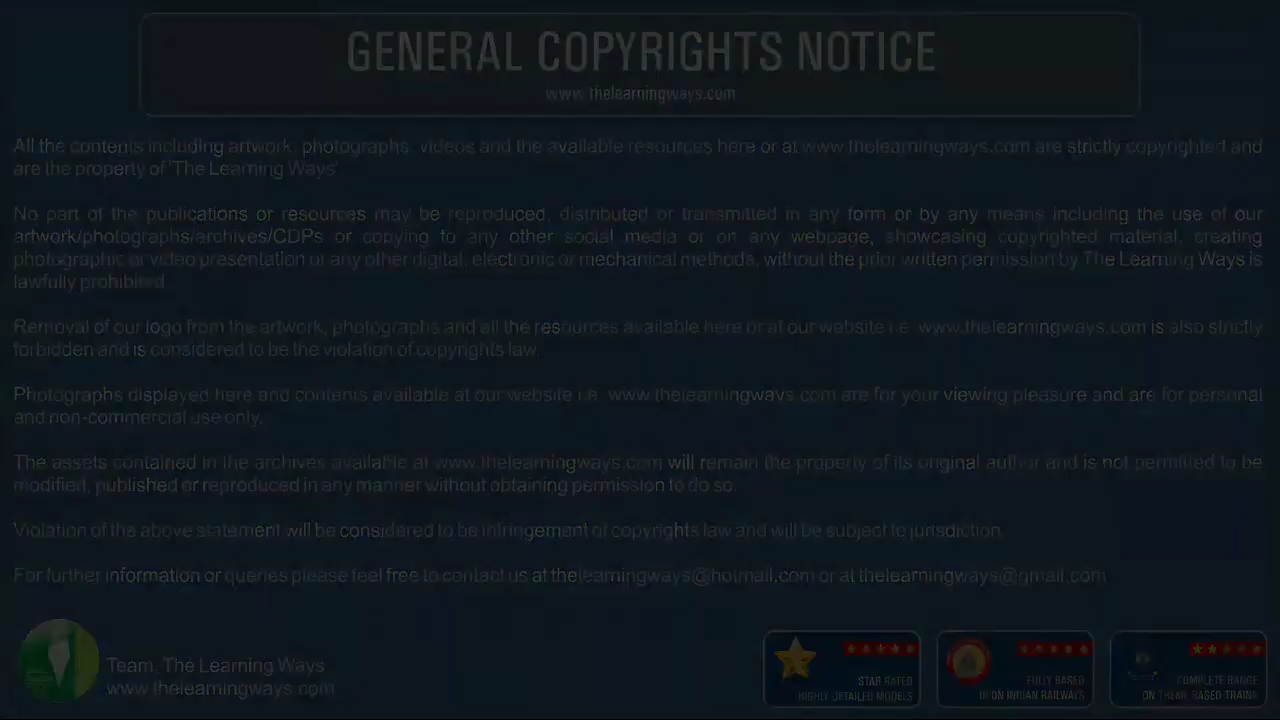 GENERAL COPYRIGHTS NOTICE
www.thelearningways.com
All the contents including artwork, photographs, videos and the available resources here or at www.thelearningways.com are strictly copyrighted and
are the property of 'The Learning Ways'
No part of the publications or resources may be reproduced, distributed or transmitted in any form or by any means including the use of our
artwork/photographs/archives/CDPs or copying to any other social media or on any webpage, showcasing copyrighted material, creating
photographic or video presentation or any other digital, electronic or mechanical methods, without the prior written permission by The Learning Ways is
lawfully prohibited.
Removal of our logo from the artwork, photographs and all the resources available here or at our website i.e. www.thelearningways.com is also strictly
forbidden and is considered to be the violation of copyrights law.
Photographs displayed here and contents available at our website i.e. www.thelearningways.com are for your viewing pleasure and are for personal
and non-commercial use only.
The assets contained in the archives available at www.thelearningways.com will remain the property of its original author and is not permitted to be
modified, published or reproduced in any manner without obtaining permission to do so.
Violation of the above statement will be considered to be infringement of copyrights law and will be subject to jurisdiction.
For further information or queries please feel free to contact us at thelearningways@hotmail.com or at thelearningways@gmail.com
Team, The Learning Ways
www.thelearningways.com
STAR RATED
HIGHLY DETAILED MODELS
FULLY BASED
UPON INDIAN RAILWAYS
COMPLETE RANGE
ON THEME BASED TRAINS